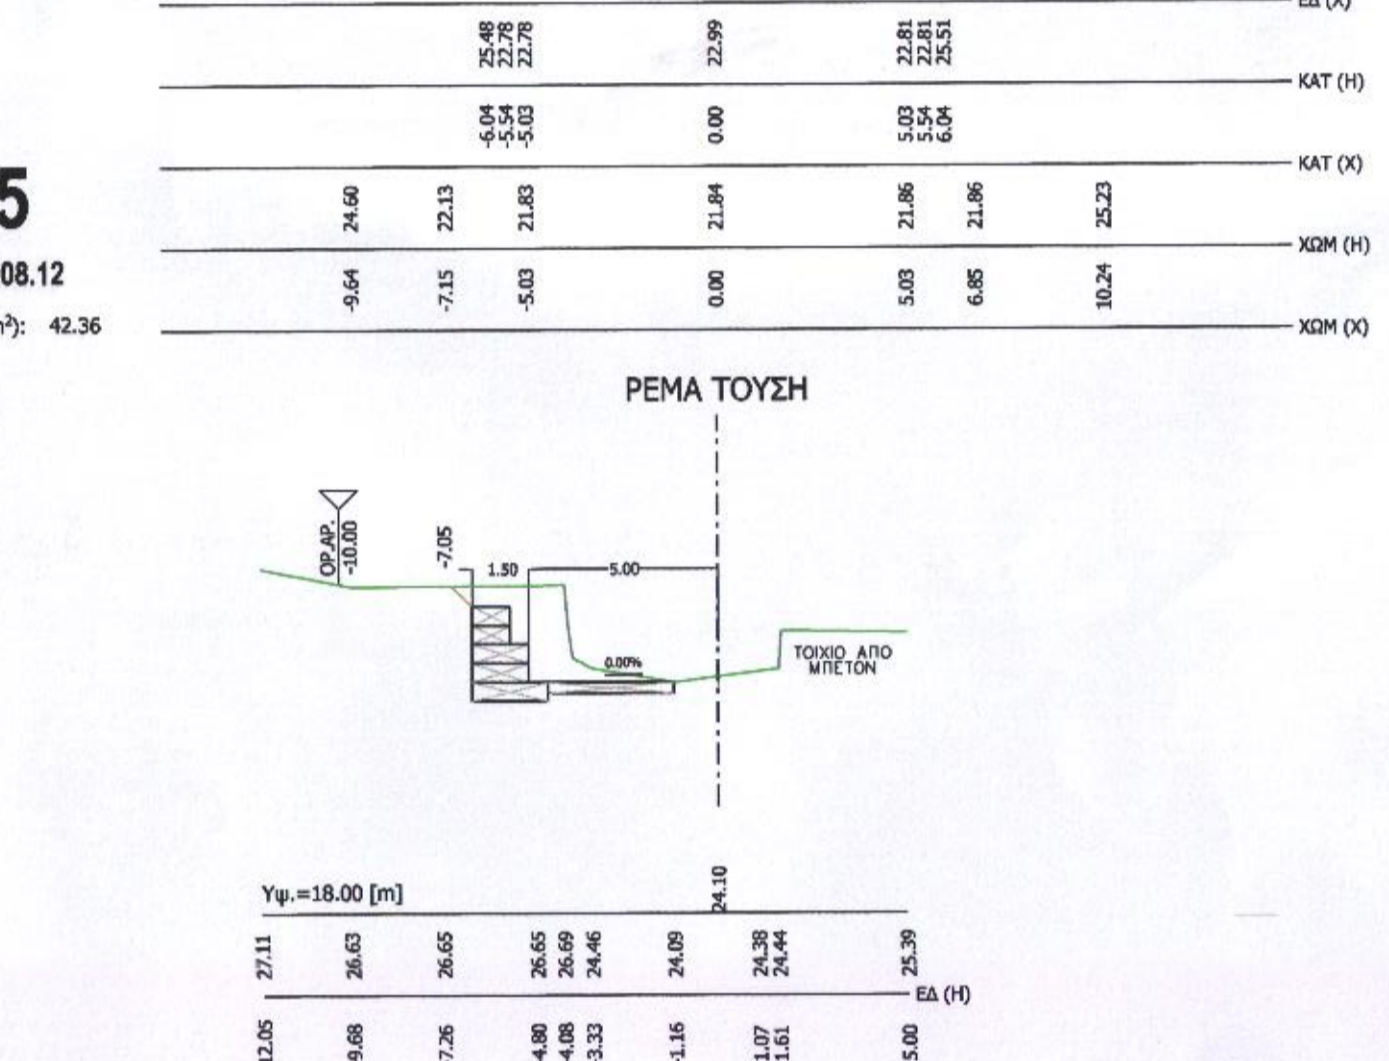 25.48 22.78 22.78 22.99 22.81 22.81 25.51
ΚΑΤ (Η)
-6.04 -5.54 -5.03 0.00 5.03 5.54 6.04
ΚΑΤ (Χ)
5
24.60 22.13 21.83 21.84 21.86 21.86 25.23
ΧΩΜ (Η)
08.12
-9.64 -7.15 -5.03 0.00 5.03 6.85 10.24
42.36
ΧΩΜ (Χ)
ΡΕΜΑ ΤΟΥΣΗ
ΟΡ.ΑΡ.
-10.00
-7.05
1.50
5.00
0.00%
ΤΟΙΧΙΟ ΑΠΟ
ΜΠΕΤΟΝ
24.10
Υψ.=18.00 [m]
27.11 26.63 26.65 26.65 26.69 24.46 24.09 24.38 24.44 25.39
ΕΔ (Η)
12.05 9.68 7.26 4.80 4.08 -3.33 -1.16 1.07 1.61 5.00